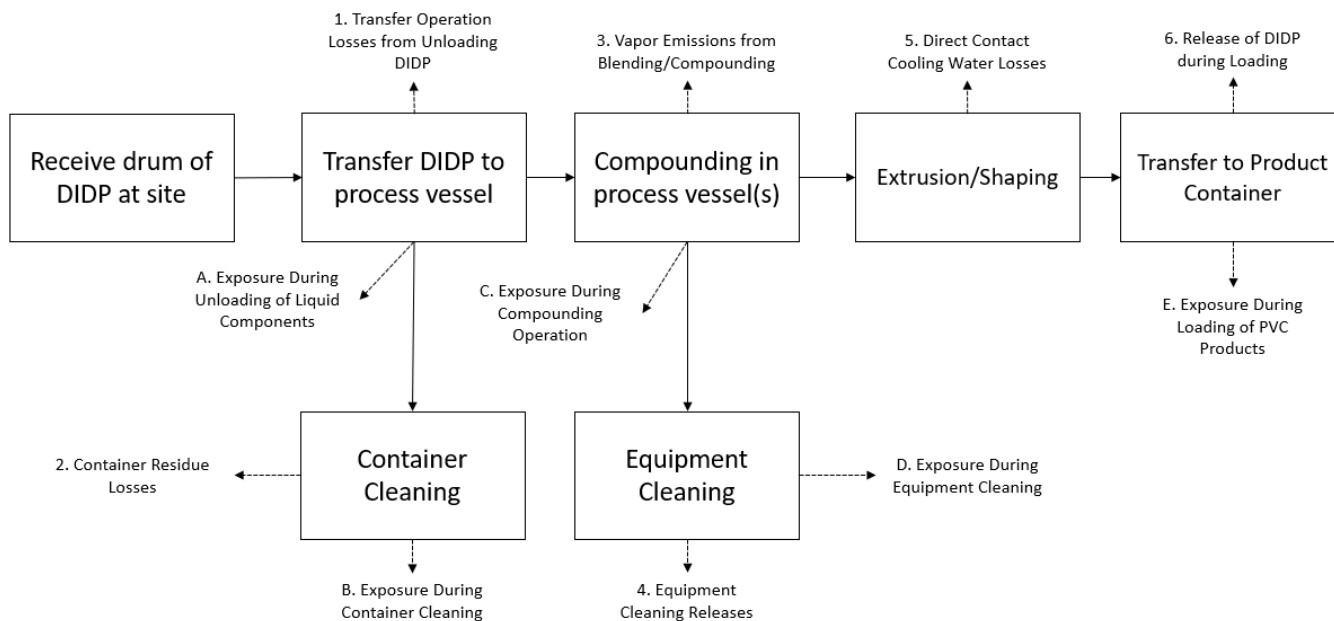 1. Transfer Operation
Losses from Unloading
DIDP
3. Vapor Emissions from
Blending/Compounding
5. Direct Contact
Cooling Water Losses
6. Release of DIDP
during Loading
Receive drum of
DIDP at site
Transfer DIDP to
process vessel
Compounding in
process vessel(s)
Extrusion/Shaping
Transfer to Product
Container
A. Exposure During
Unloading of Liquid
Components
C. Exposure During
Compounding
Operation
E. Exposure During
Loading of PVC
Products
2. Container Residue
Losses
Container
Cleaning
Equipment
Cleaning
D. Exposure During
Equipment Cleaning
B. Exposure During
Container Cleaning
4. Equipment
Cleaning Releases